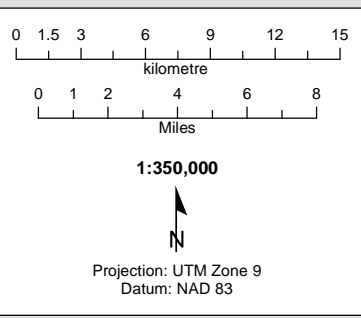 0 1.5 3 6 9 12 15
kilometre
0 1 2 4 6 8
Miles
1:350,000
N
Projection: UTM Zone 9
Datum: NAD 83